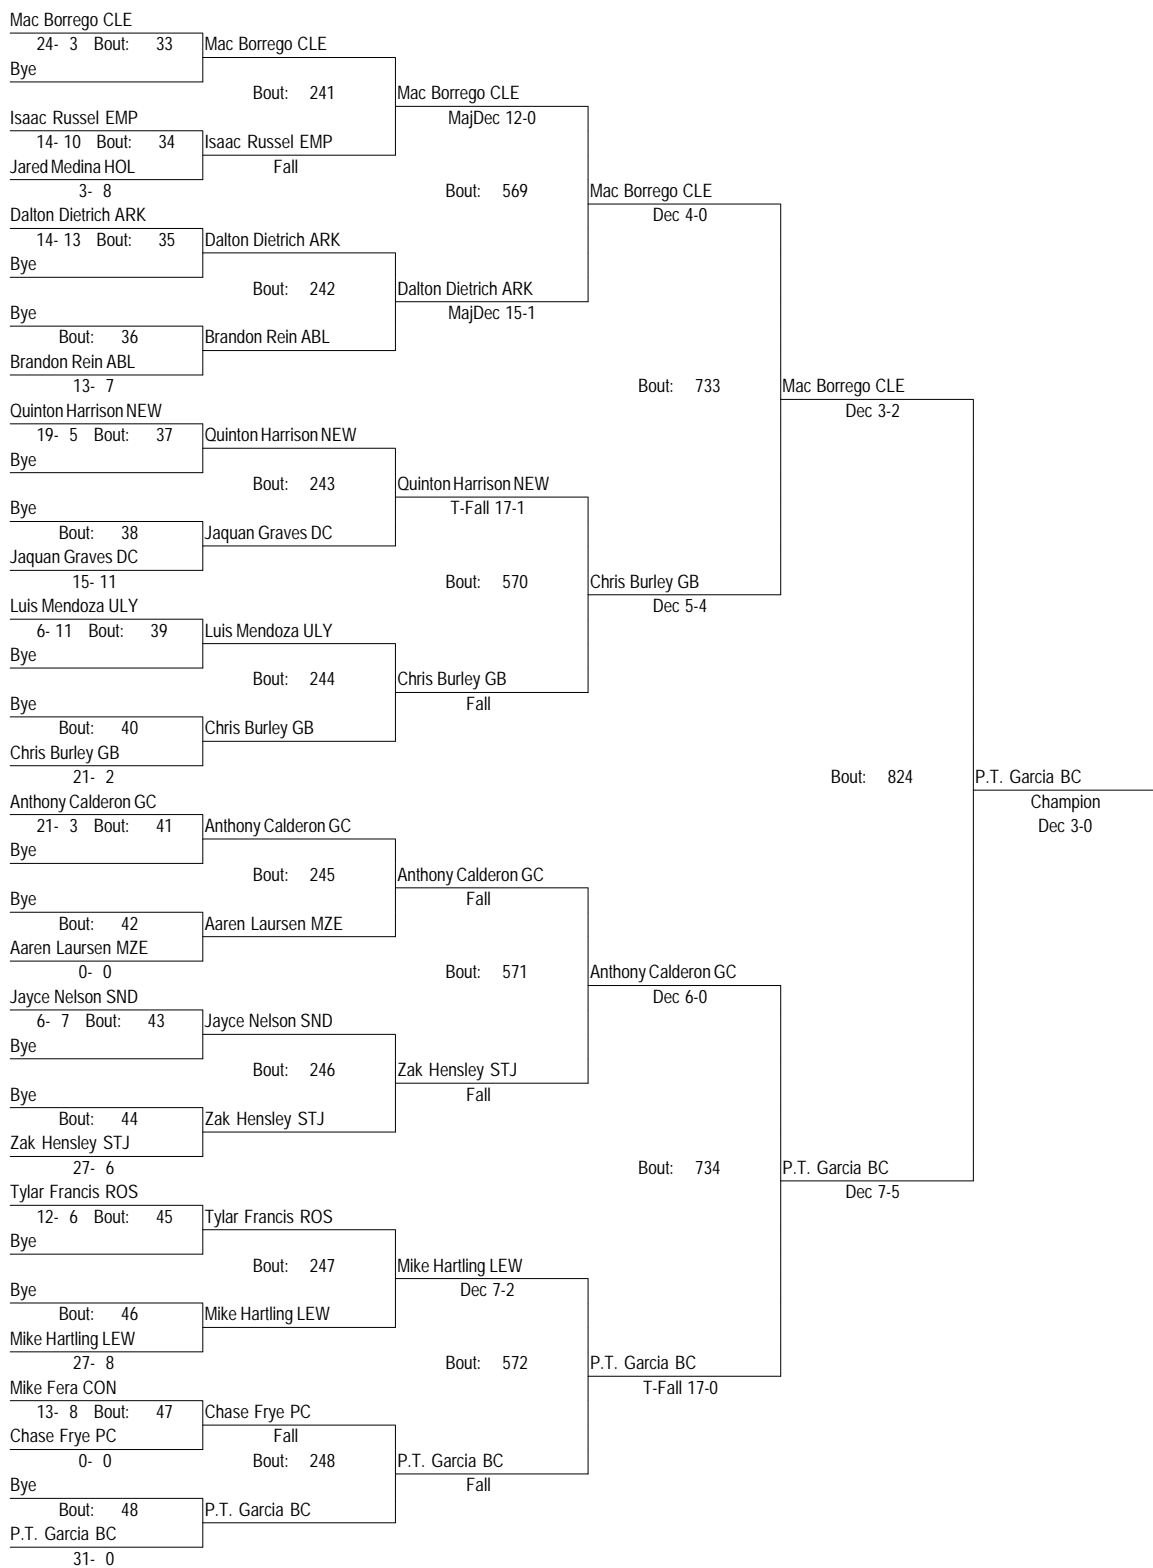 Mac Borrego CLE
24- 3 Bout: 33 Mac Borrego CLE
Bye
Bout: 241 Mac Borrego CLE
Isaac Russel EMP MajDec 12-0
14- 10 Bout: 34 Isaac Russel EMP
Jared Medina HOL Fall
3- 8 Bout: 569 Mac Borrego CLE
Dalton Dietrich ARK Dec 4-0
14- 13 Bout: 35 Dalton Dietrich ARK
Bye
Bout: 242 Dalton Dietrich ARK
Bye MajDec 15-1
Bout: 36 Brandon Rein ABL
Brandon Rein ABL
13- 7 Bout: 733 Mac Borrego CLE
Quinton Harrison NEW Dec 3-2
19- 5 Bout: 37 Quinton Harrison NEW
Bye
Bout: 243 Quinton Harrison NEW
Bye T-Fall 17-1
Bout: 38 Jaquan Graves DC
Jaquan Graves DC
15- 11 Bout: 570 Chris Burley GB
Luis Mendoza ULY Dec 5-4
6- 11 Bout: 39 Luis Mendoza ULY
Bye
Bout: 244 Chris Burley GB
Bye Fall
Bout: 40 Chris Burley GB
Chris Burley GB
21- 2 Bout: 824 P.T. Garcia BC
Anthony Calderon GC Champion
21- 3 Bout: 41 Anthony Calderon GC Dec 3-0
Bye
Bout: 245 Anthony Calderon GC
Bye Fall
Bout: 42 Aaren Laursen MZE
Aaren Laursen MZE
0- 0 Bout: 571 Anthony Calderon GC
Jayce Nelson SND Dec 6-0
6- 7 Bout: 43 Jayce Nelson SND
Bye
Bout: 246 Zak Hensley STJ
Bye Fall
Bout: 44 Zak Hensley STJ
Zak Hensley STJ
27- 6 Bout: 734 P.T. Garcia BC
Tylar Francis ROS Dec 7-5
12- 6 Bout: 45 Tylar Francis ROS
Bye
Bout: 247 Mike Hartling LEW
Bye Dec 7-2
Bout: 46 Mike Hartling LEW
Mike Hartling LEW
27- 8 Bout: 572 P.T. Garcia BC
Mike Fera CON T-Fall 17-0
13- 8 Bout: 47 Chase Frye PC
Chase Frye PC Fall
0- 0 Bout: 248 P.T. Garcia BC
Bye Fall
Bout: 48 P.T. Garcia BC
P.T. Garcia BC
31- 0